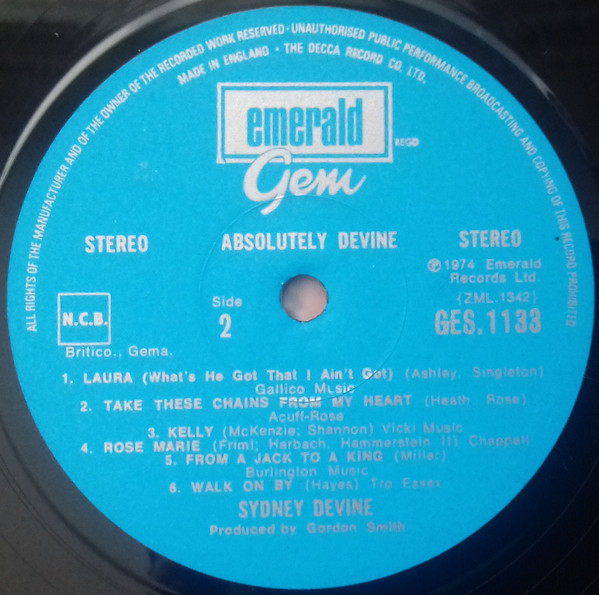 ALL RIGHTS OF THE MANUFACTURER AND OF THE OWNER OF THE RECORDED WORK RESERVED · UNAUTHORISED PUBLIC PERFORMANCE BROADCASTING AND COPYING OF THIS RECORD PROHIBITED
MADE IN ENGLAND · THE DECCA RECORD CO. LTD.
emerald
REGD
Gem
STEREO ABSOLUTELY DEVINE STEREO
℗ 1974 Emerald
Records Ltd.
(ZML.1342)
N.C.B. Side 2 GES.1133
Britico., Gema.
1. LAURA (What's He Got That I Ain't Got) (Ashley, Singleton)
Gallico Music
2. TAKE THESE CHAINS FROM MY HEART (Heath, Rose)
Acuff-Rose
3. KELLY (McKenzie; Shannon) Vicki Music
4. ROSE MARIE (Friml; Harbach, Hammerstein II) Chappell
5. FROM A JACK TO A KING (Miller)
Burlington Music
6. WALK ON BY (Hayes) Tro Essex
SYDNEY DEVINE
Produced by Gordon Smith